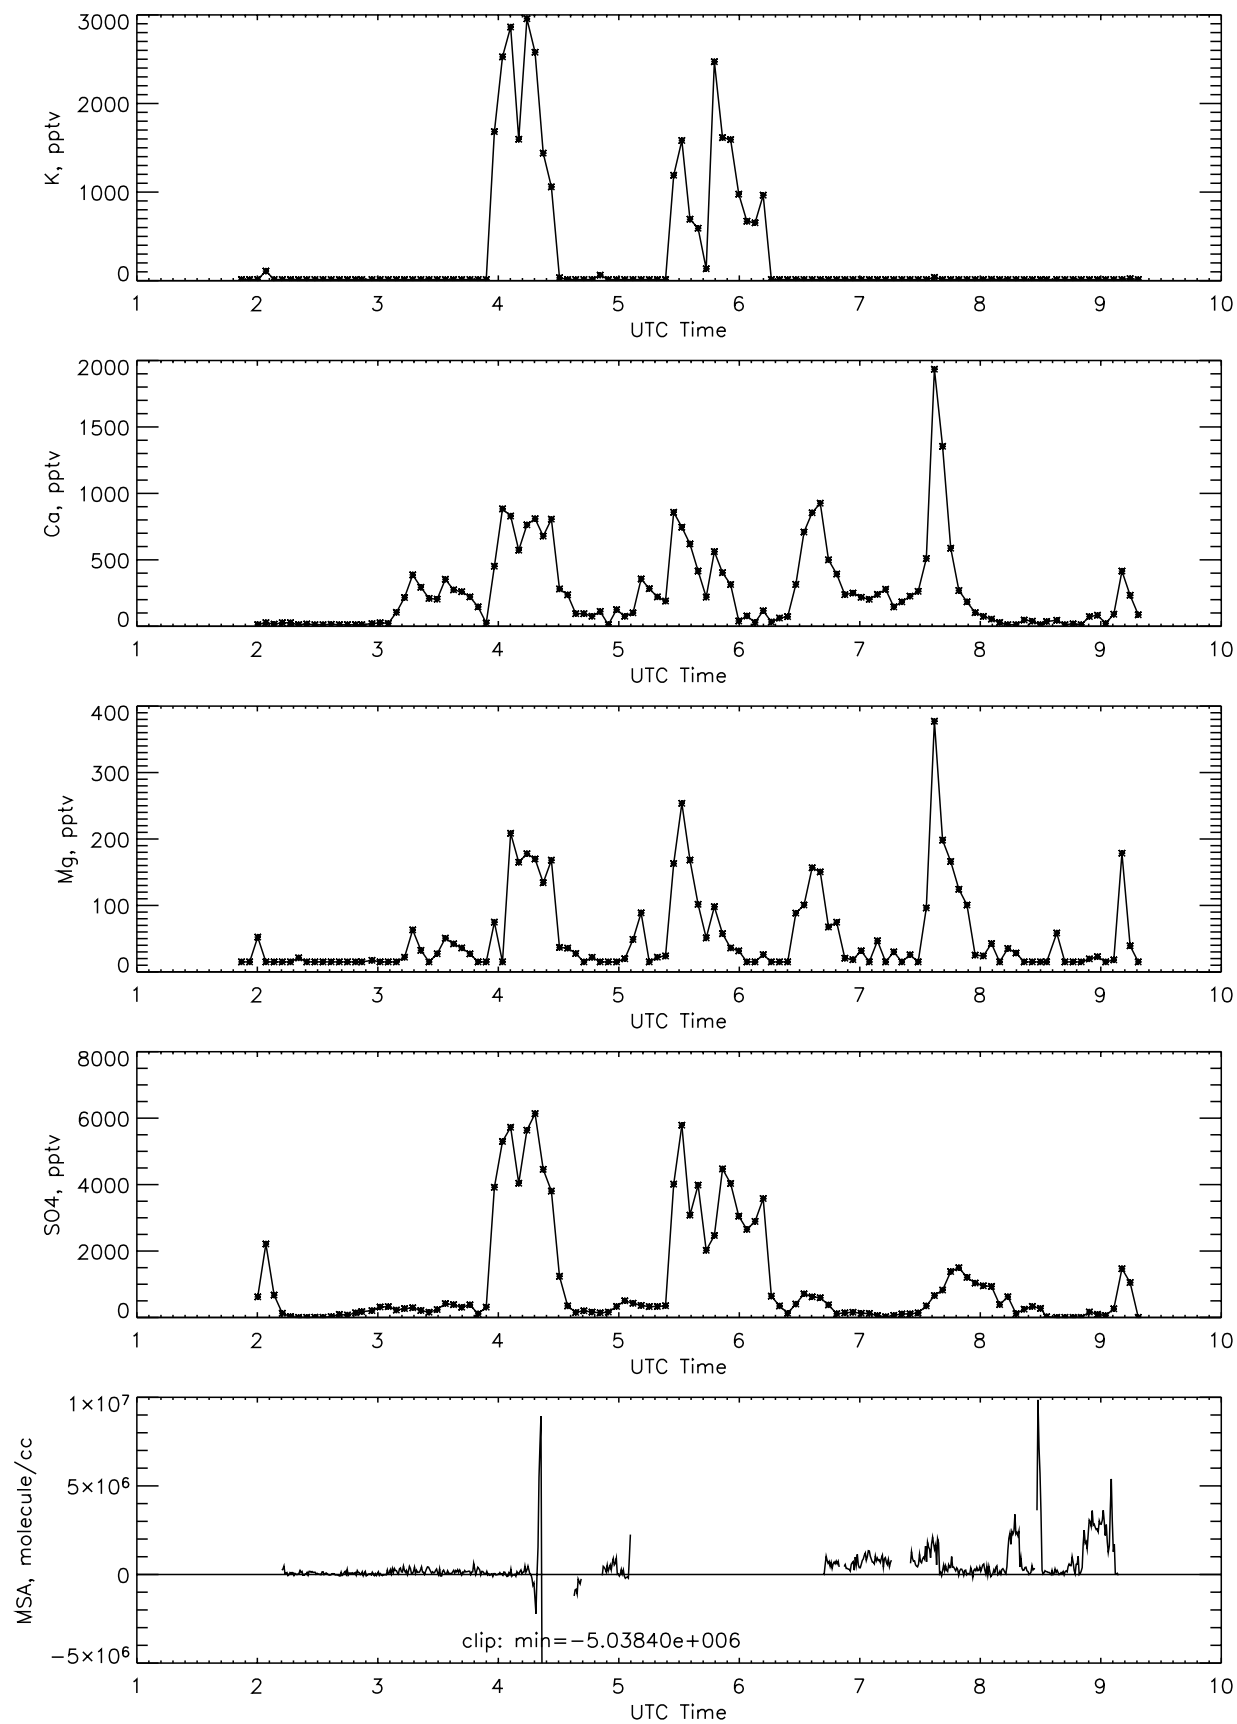 3000
2000
1000
0
K, pptv
1 2 3 4 5 6 7 8 9 10
UTC Time
2000
1500
1000
500
0
Ca, pptv
1 2 3 4 5 6 7 8 9 10
UTC Time
400
300
200
100
0
Mg, pptv
1 2 3 4 5 6 7 8 9 10
UTC Time
8000
6000
4000
2000
0
SO4, pptv
1 2 3 4 5 6 7 8 9 10
UTC Time
1×10⁷
5×10⁶
0
−5×10⁶
MSA, molecule/cc
clip: min=−5.03840e+006
1 2 3 4 5 6 7 8 9 10
UTC Time